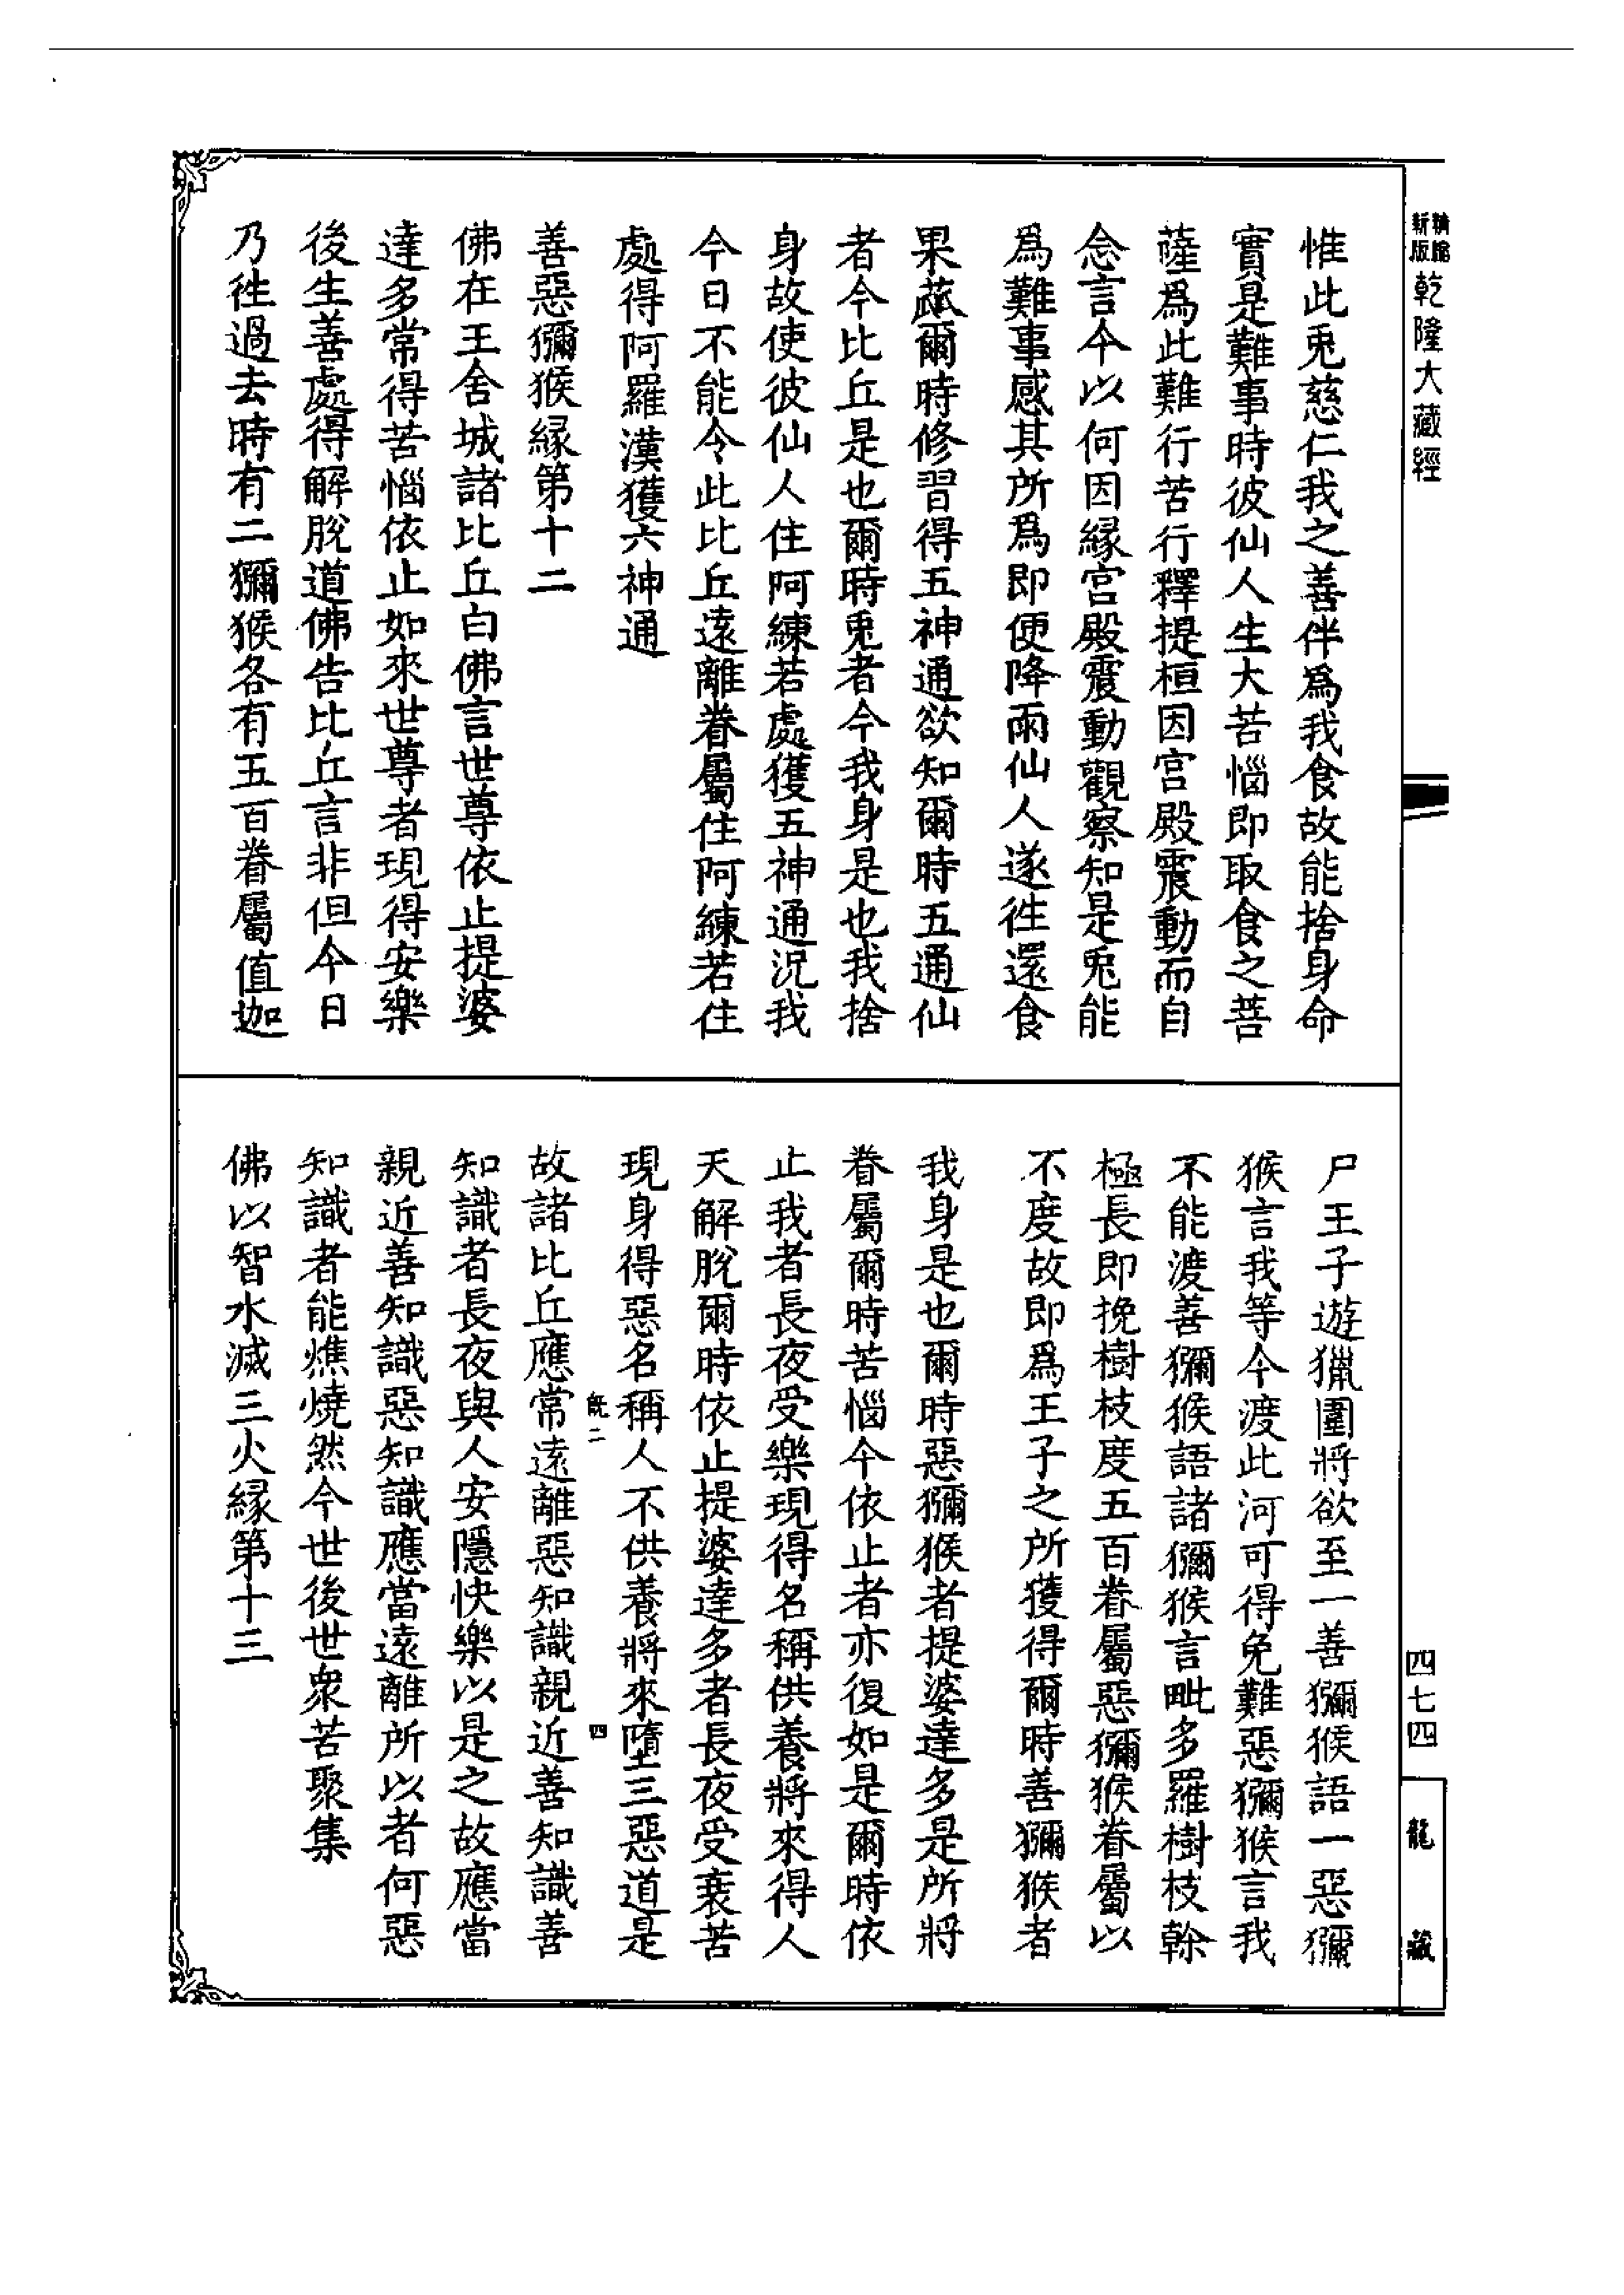 精縮新版乾隆大藏經
惟此兎慈仁我之善伴爲我食故能捨身命
實是難事時彼仙人生大苦惱即取食之菩
薩爲此難行苦行釋提桓因宫殿震動而自
念言今以何因縁宫殿震動觀察知是兎能
爲難事感其所爲即便降雨仙人遂徃還食
果蓏爾時修習得五神通欲知爾時五通仙
者今比丘是也爾時兎者今我身是也我捨
身故使彼仙人住阿練若處獲五神通況我
今日不能令此比丘遠離眷屬住阿練若住
處得阿羅漢獲六神通
善惡獼猴縁第十二
佛在王舍城諸比丘白佛言世尊依止提婆
達多常得苦惱依止如來世尊者現得安樂
後生善處得解脫道佛告比丘言非但今日
乃徃過去時有二獼猴各有五百眷屬值迦
尸王子遊獵圍將欲至一善獼猴語一惡獼
猴言我等今渡此河可得免難惡獼猴言我
不能渡善獼猴語諸獼猴言毗多羅樹枝幹
極長即挽樹枝度五百眷屬惡獼猴眷屬以
不度故即爲王子之所獲得爾時善獼猴者
我身是也爾時惡獼猴者提婆達多是所將
眷屬爾時苦惱今依止者亦復如是爾時依
止我者長夜受樂現得名稱供養將來得人
天解脫爾時依止提婆達多者長夜受衰苦
現身得惡名稱人不供養將來墮三惡道是
既二 四
故諸比丘應常遠離惡知識親近善知識善
知識者長夜與人安隱快樂以是之故應當
親近善知識惡知識應當遠離所以者何惡
知識者能燋燒然今世後世衆苦聚集
佛以智水滅三火縁第十三
四七四
龍藏